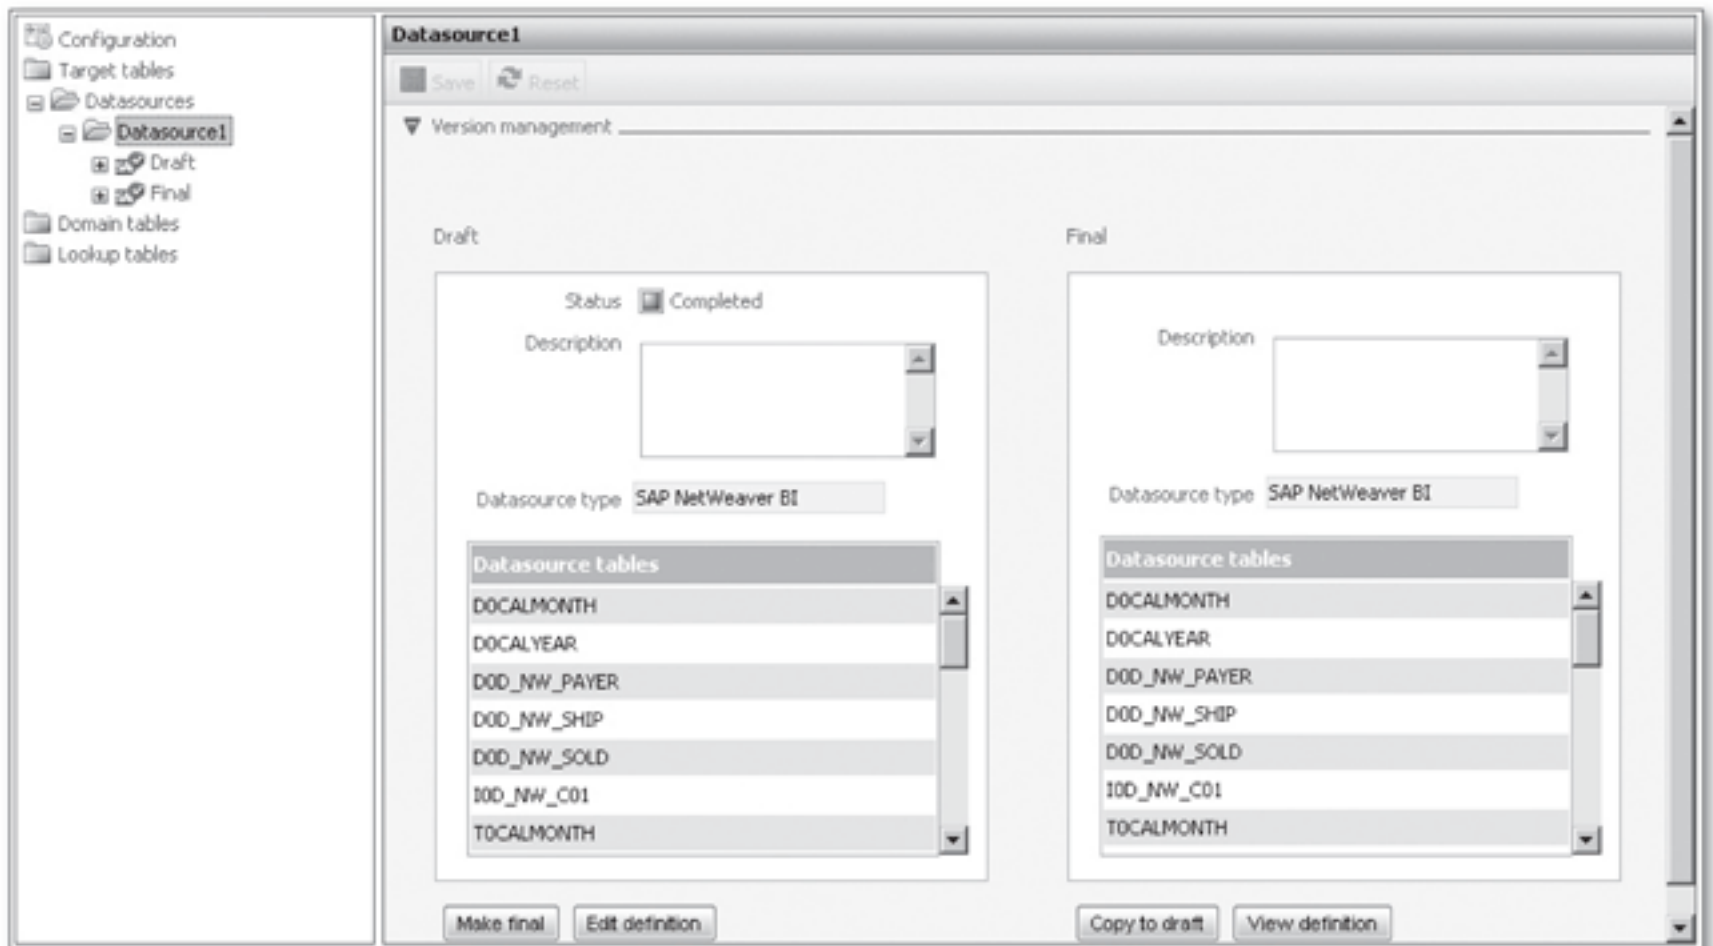 Configuration
Target tables
Datasources
Datasource1
Draft
Final
Domain tables
Lookup tables
Datasource1
Save Reset
Version management
Draft
Status Completed
Description
Datasource type SAP NetWeaver BI
Datasource tables
D0CALMONTH
D0CALYEAR
D0D_NW_PAYER
D0D_NW_SHIP
D0D_NW_SOLD
I0D_NW_C01
T0CALMONTH
Make final Edit definition
Final
Description
Datasource type SAP NetWeaver BI
Datasource tables
D0CALMONTH
D0CALYEAR
D0D_NW_PAYER
D0D_NW_SHIP
D0D_NW_SOLD
I0D_NW_C01
T0CALMONTH
Copy to draft View definition